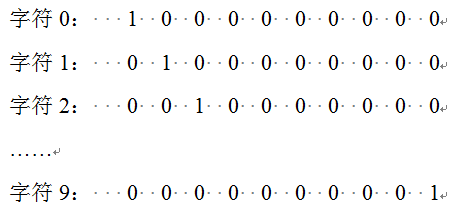 字符 0： 1 0 0 0 0 0 0 0 0 0
字符 1： 0 1 0 0 0 0 0 0 0 0
字符 2： 0 0 1 0 0 0 0 0 0 0
……
字符 9： 0 0 0 0 0 0 0 0 0 1